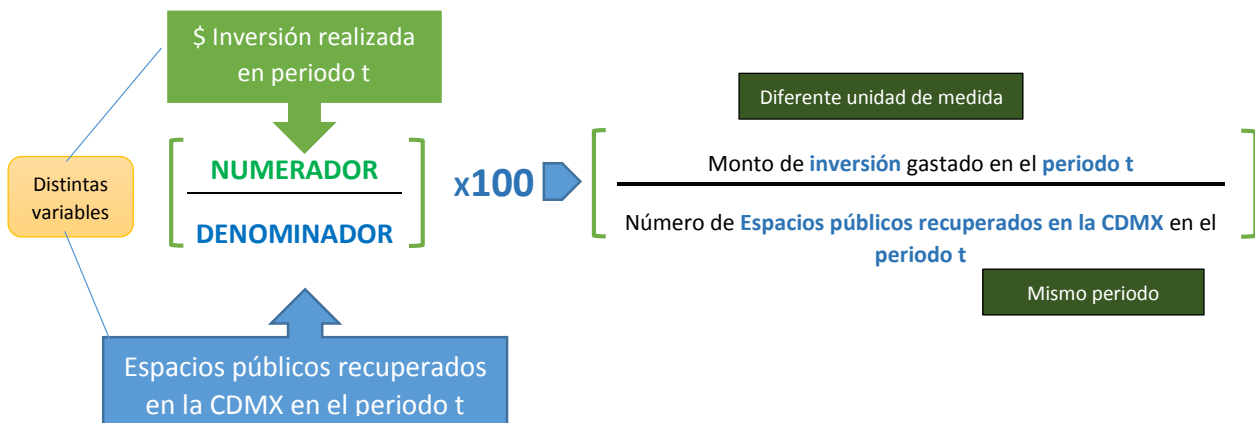 $ Inversión realizada
en periodo t
Distintas
variables
NUMERADOR
DENOMINADOR
x100
Diferente unidad de medida
Monto de inversión gastado en el periodo t
Número de Espacios públicos recuperados en la CDMX en el
periodo t
Mismo periodo
Espacios públicos recuperados
en la CDMX en el periodo t